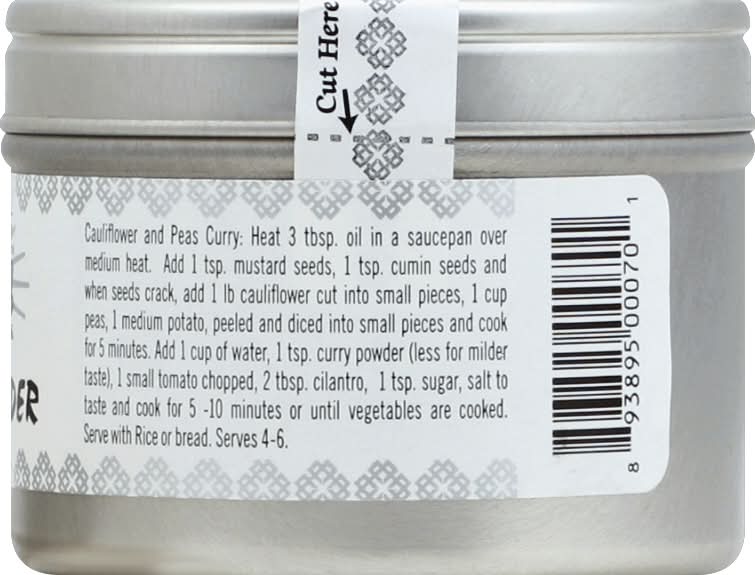 Cut Here
Cauliflower and Peas Curry: Heat 3 tbsp. oil in a saucepan over
medium heat. Add 1 tsp. mustard seeds, 1 tsp. cumin seeds and
when seeds crack, add 1 lb cauliflower cut into small pieces, 1 cup
peas, 1 medium potato, peeled and diced into small pieces and cook
for 5 minutes. Add 1 cup of water, 1 tsp. curry powder (less for milder
taste), 1 small tomato chopped, 2 tbsp. cilantro, 1 tsp. sugar, salt to
taste and cook for 5 -10 minutes or until vegetables are cooked.
Serve with Rice or bread. Serves 4-6.
DER
8 93895 00070 1